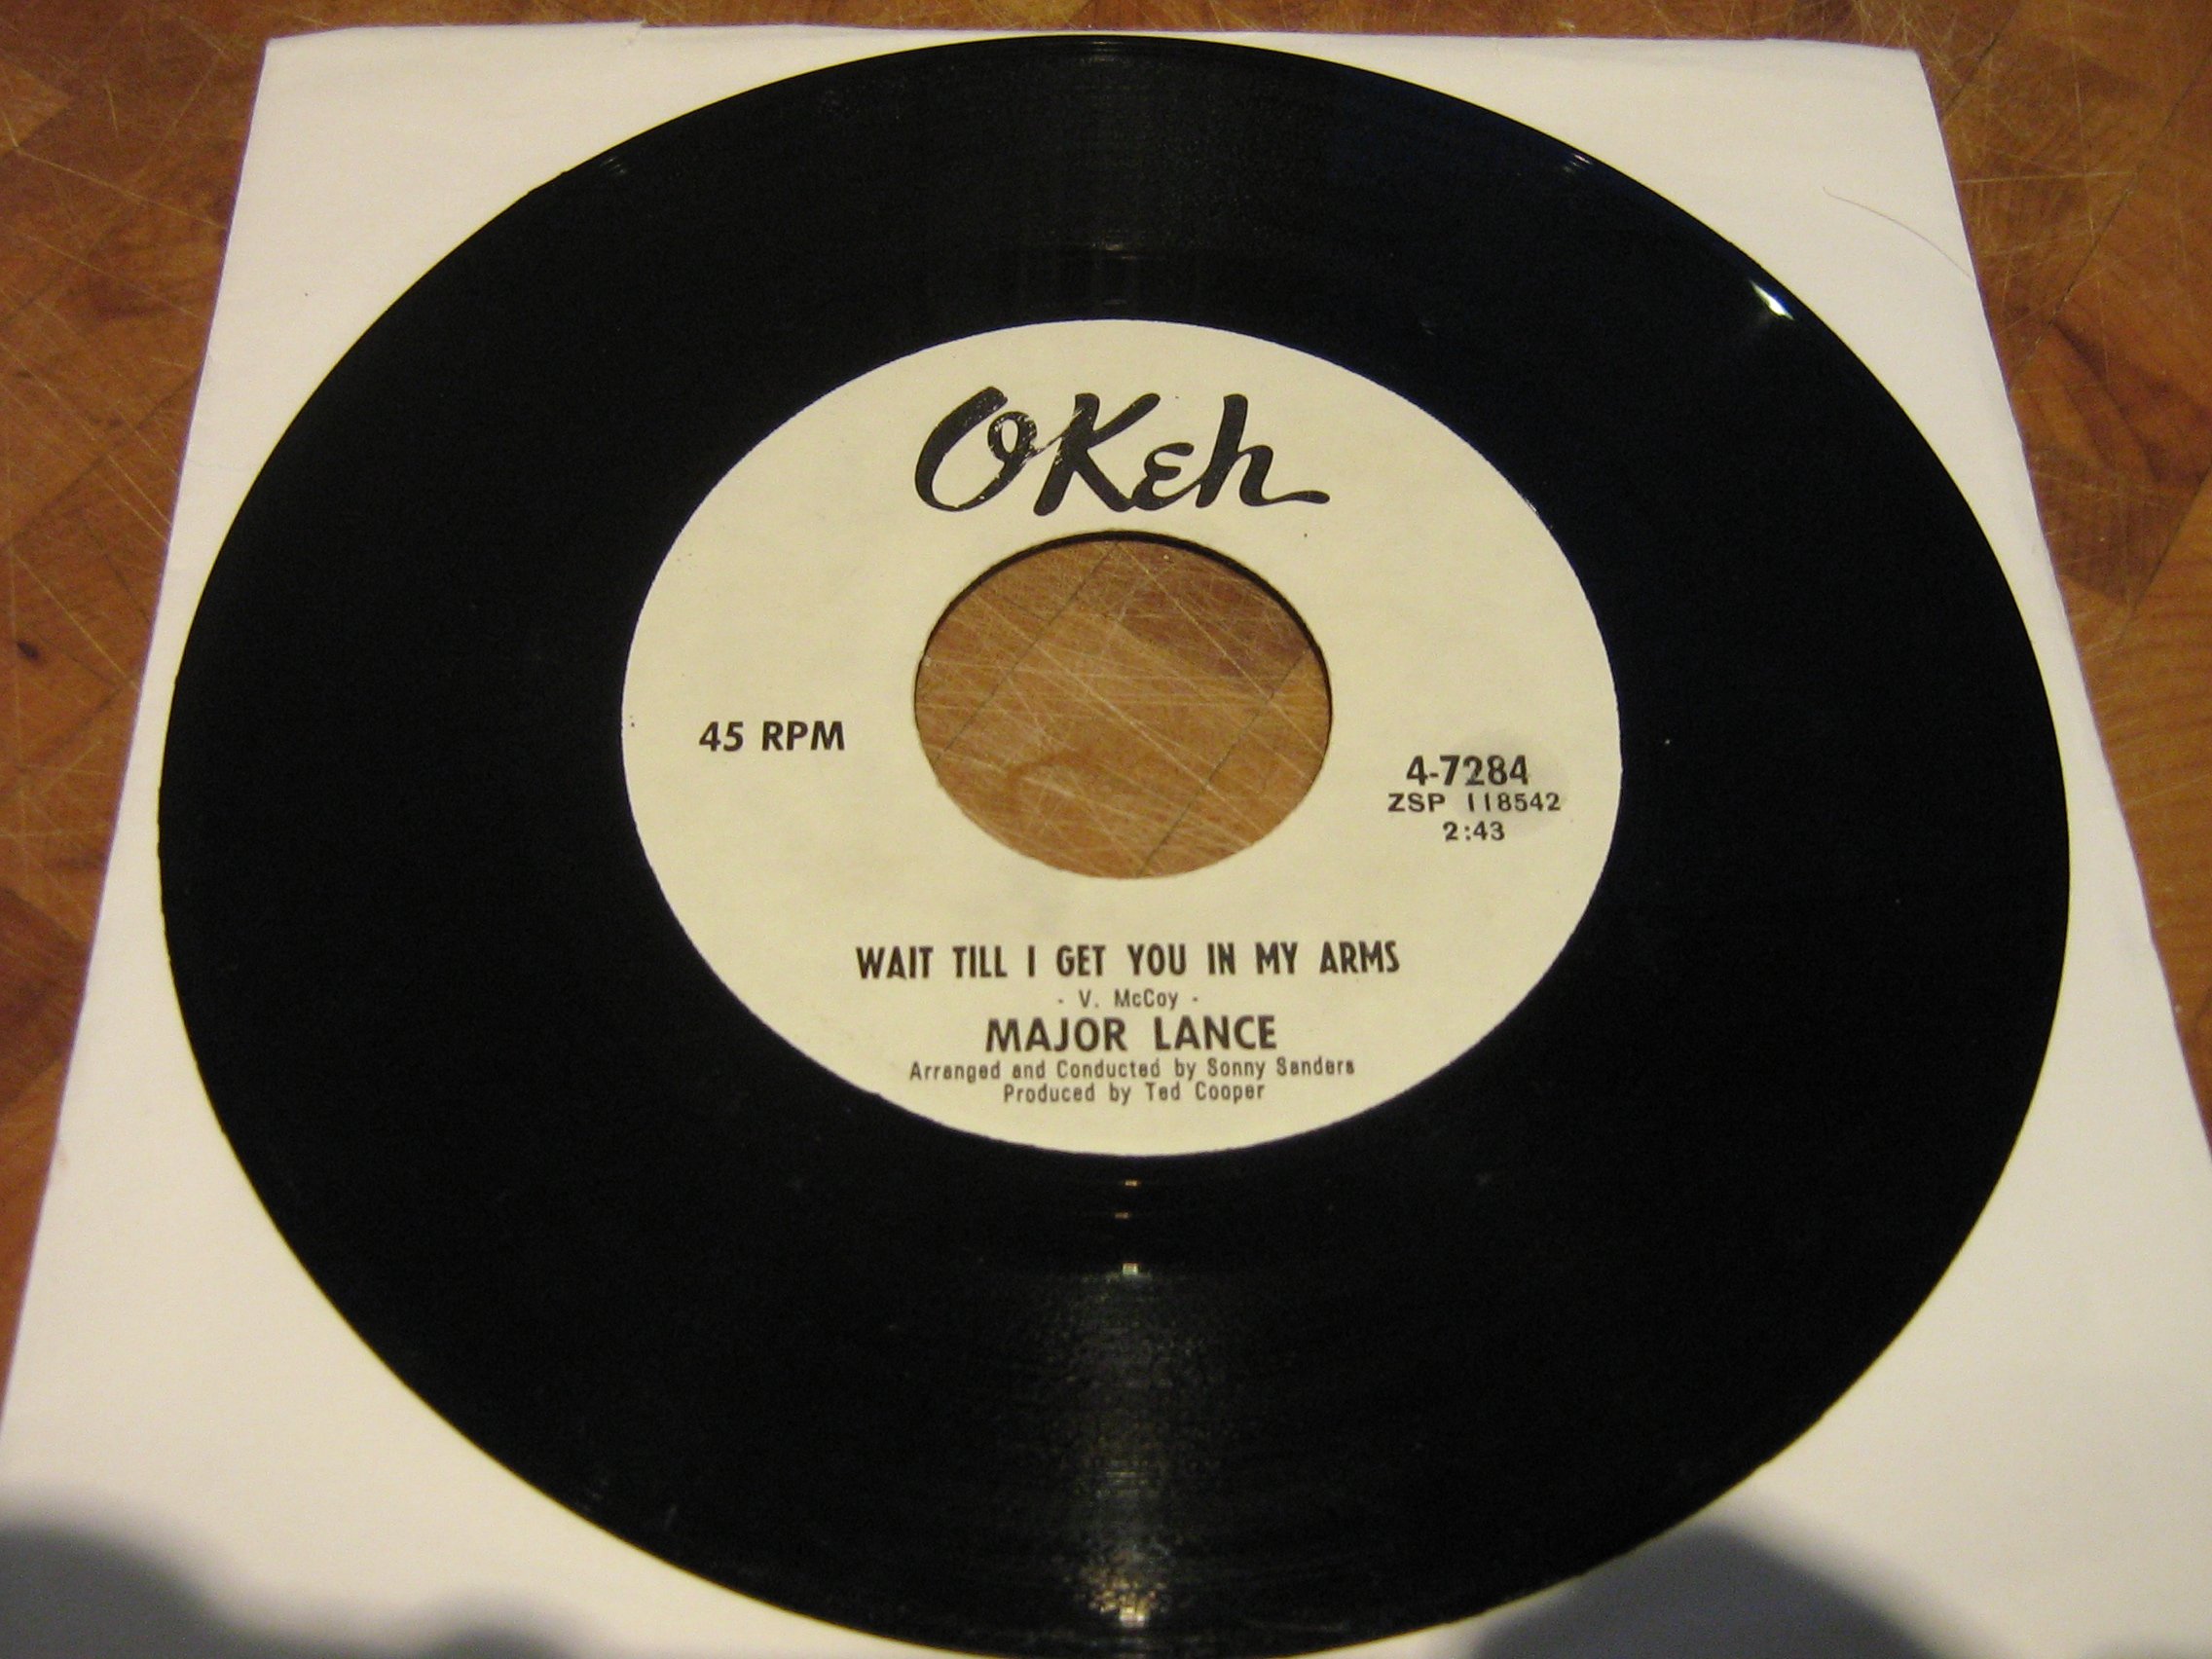 OKeh
45 RPM
4-7284
ZSP 118542
2:43
WAIT TILL I GET YOU IN MY ARMS
- V. McCoy -
MAJOR LANCE
Arranged and Conducted by Sonny Sanders
Produced by Ted Cooper